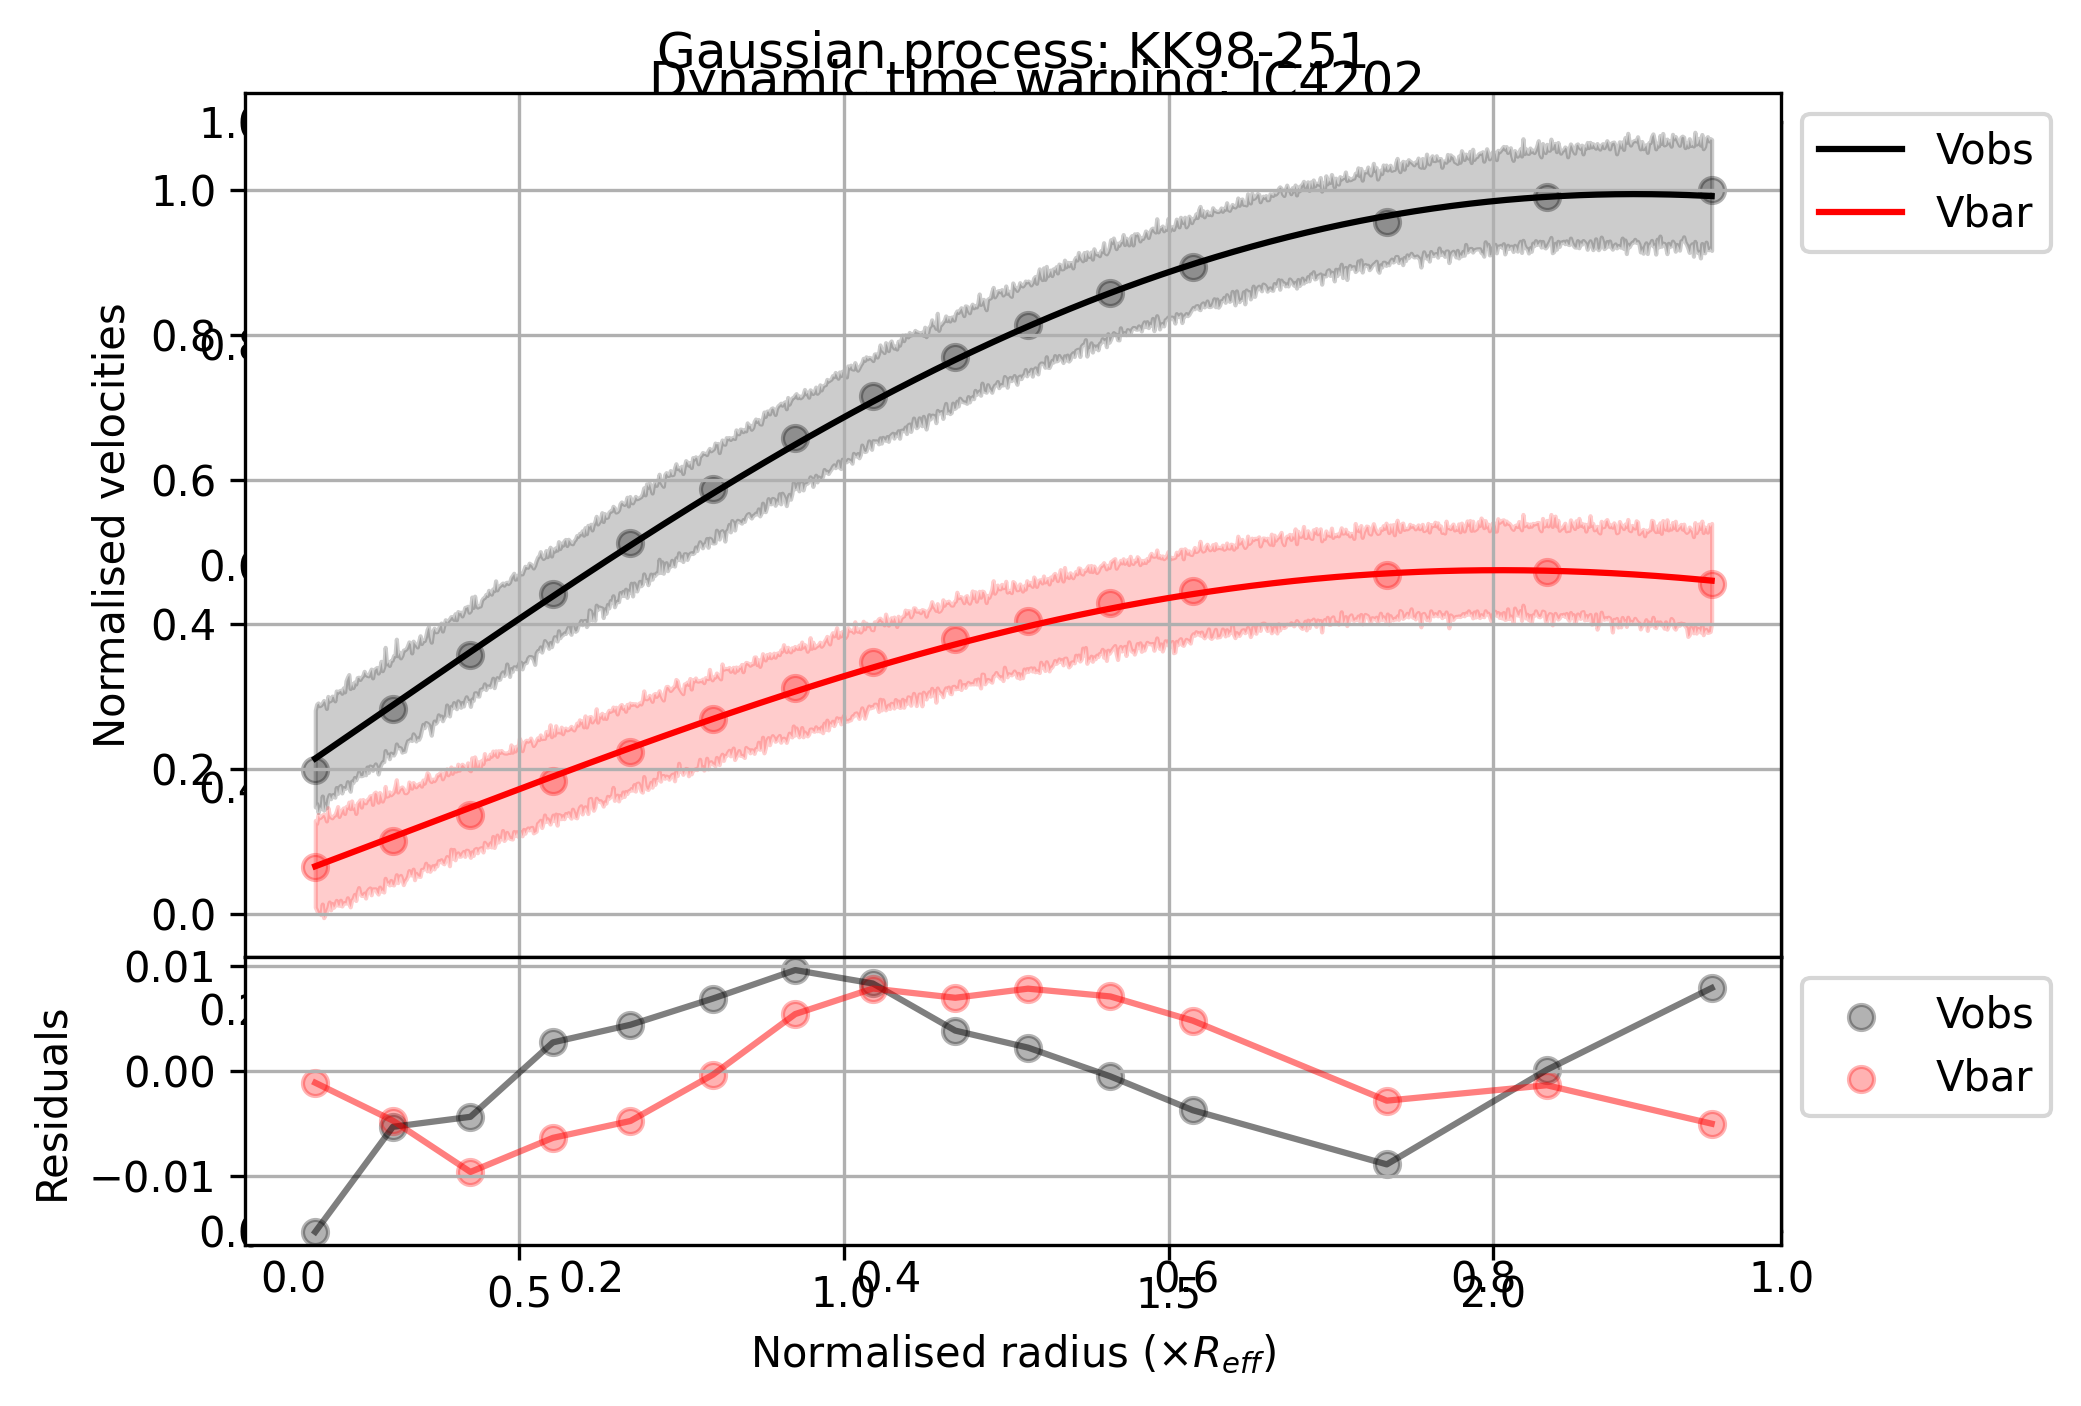 Gaussian process: KK98-251
Dynamic time warping: IC4202
Normalised velocities
1.0
0.8
0.6
0.4
0.2
0.0
Vobs
Vbar
Residuals
0.01
0.00
−0.01
Vobs
Vbar
0.0 0.2 0.4 0.6 0.8 1.0
0.5 1.0 1.5 2.0
Normalised radius (×R_eff)